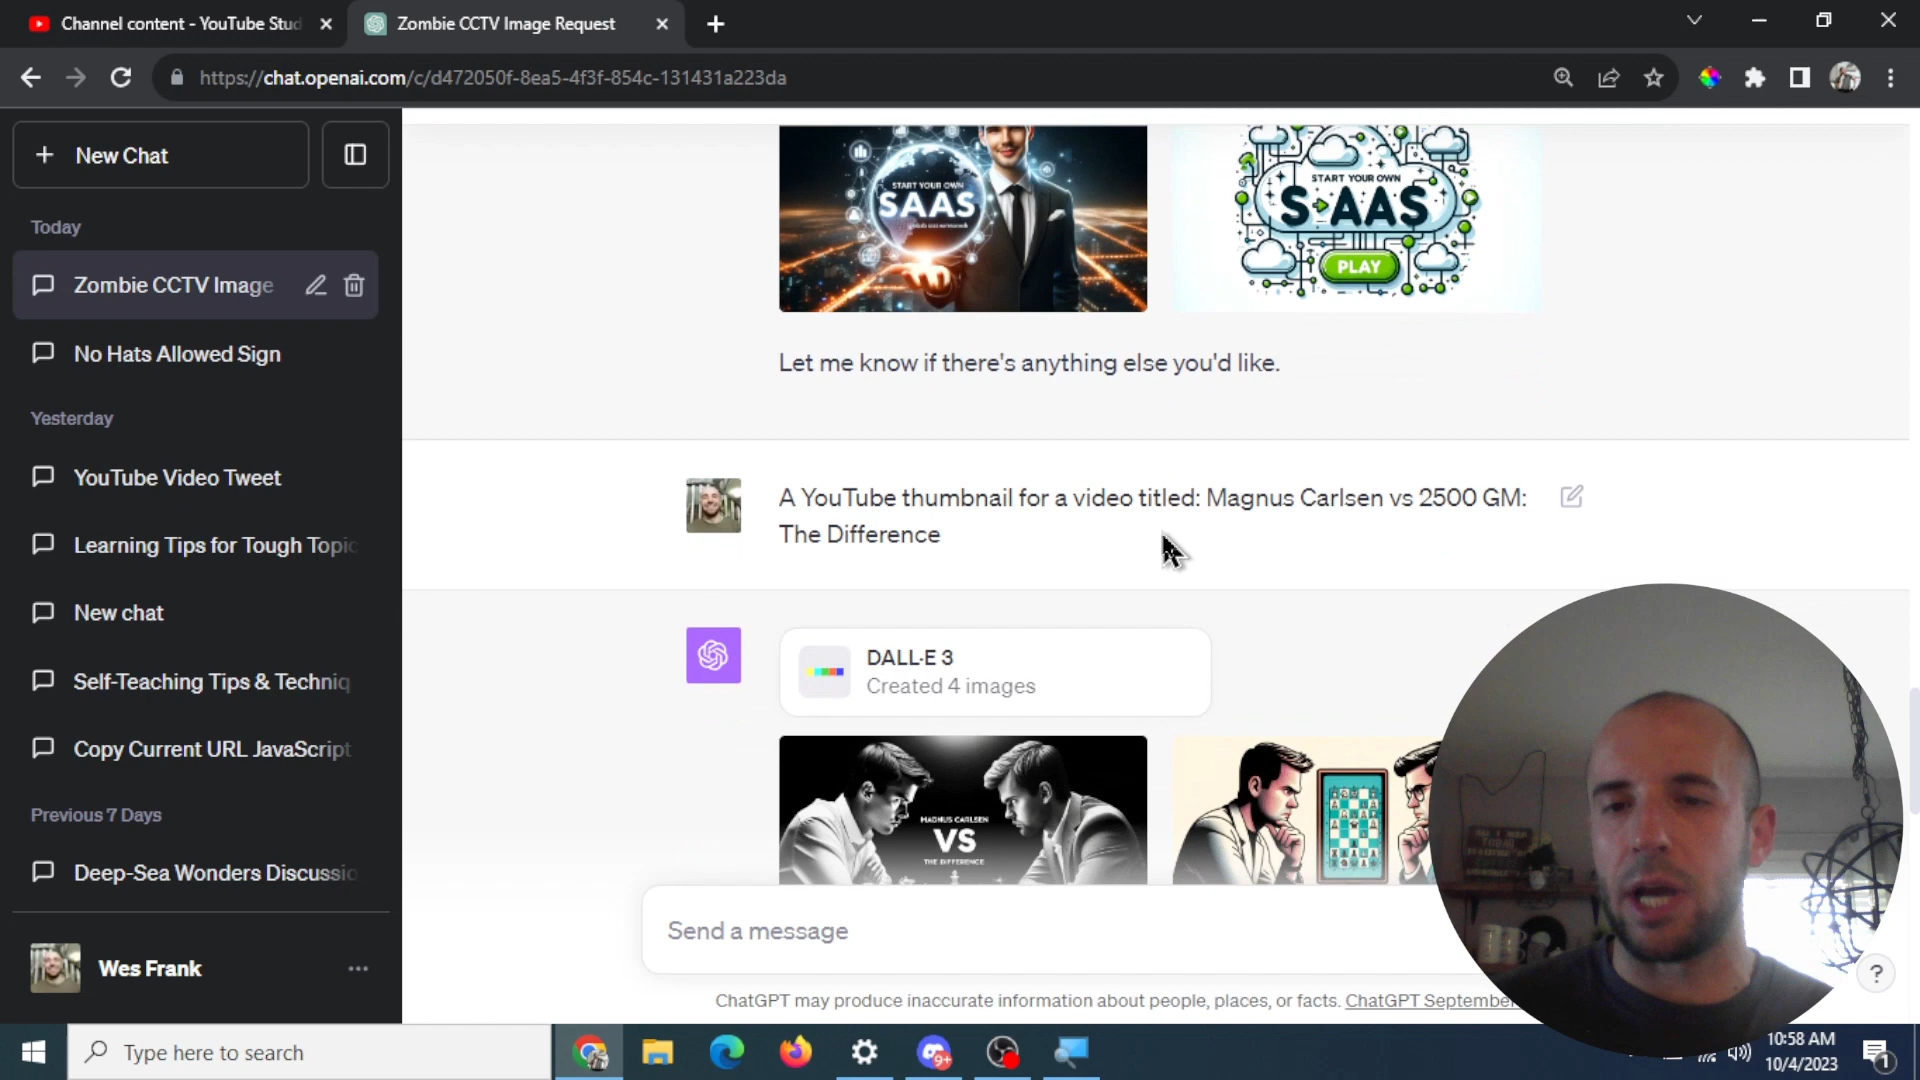 Channel content - YouTube Stud
Zombie CCTV Image Request
https://chat.openai.com/c/d472050f-8ea5-4f3f-854c-131431a223da
New Chat
Today
Zombie CCTV Image
No Hats Allowed Sign
Yesterday
YouTube Video Tweet
Learning Tips for Tough Topic
New chat
Self-Teaching Tips & Techniq
Copy Current URL JavaScript
Previous 7 Days
Deep-Sea Wonders Discussio
Wes Frank
START YOUR OWN
SAAS
START YOUR OWN
S AAS
PLAY
Let me know if there's anything else you'd like.
A YouTube thumbnail for a video titled: Magnus Carlsen vs 2500 GM:
The Difference
DALL·E 3
Created 4 images
MAGNUS CARLSEN
VS
THE DIFFERENCE
Send a message
?
ChatGPT may produce inaccurate information about people, places, or facts. ChatGPT September
Type here to search
9+
10:58 AM
10/4/2023
1